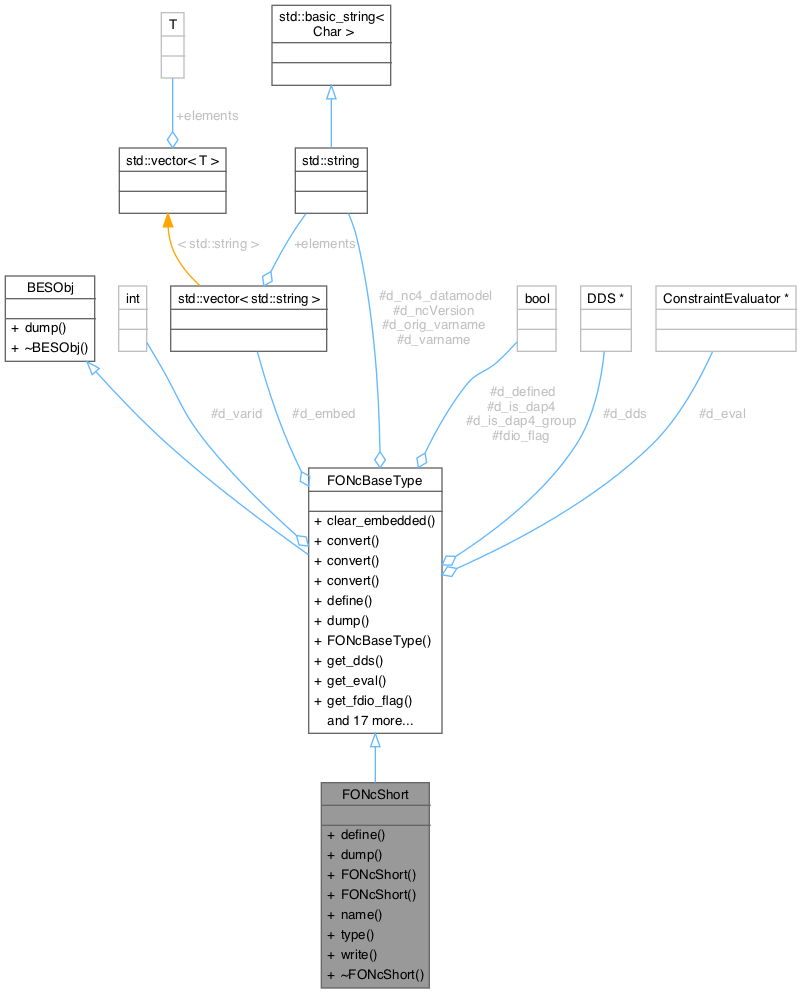 T
std::basic_string<
Char >
+elements
std::vector< T >
std::string
< std::string >
+elements
BESObj
+ dump()
+ ~BESObj()
int
std::vector< std::string >
#d_nc4_datamodel
#d_ncVersion
#d_orig_varname
#d_varname
bool
DDS *
ConstraintEvaluator *
#d_varid
#d_embed
#d_defined
#d_is_dap4
#d_is_dap4_group
#fdio_flag
#d_dds
#d_eval
FONcBaseType
+ clear_embedded()
+ convert()
+ convert()
+ convert()
+ define()
+ dump()
+ FONcBaseType()
+ get_dds()
+ get_eval()
+ get_fdio_flag()
and 17 more...
FONcShort
+ define()
+ dump()
+ FONcShort()
+ FONcShort()
+ name()
+ type()
+ write()
+ ~FONcShort()